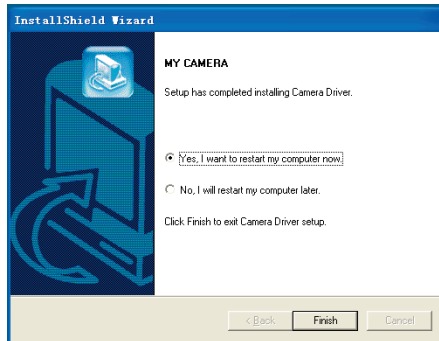 InstallShield Wizard
MY CAMERA
Setup has completed installing Camera Driver.
Yes, I want to restart my computer now.
No, I will restart my computer later.
Click Finish to exit Camera Driver setup.
< Back
Finish
Cancel